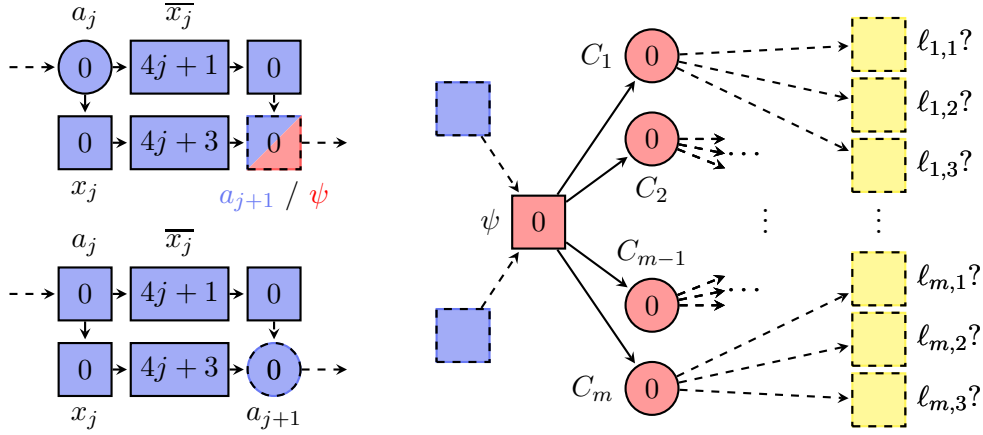 a_j \overline{x_j}
0 4j + 1 0
0 4j + 3 0
x_j a_{j+1} / ψ
a_j \overline{x_j}
0 4j + 1 0
0 4j + 3 0
x_j a_{j+1}
C_1 0 ℓ_{1,1}?
ℓ_{1,2}?
0 ... ℓ_{1,3}?
C_2
ψ 0 ⋮ ⋮
C_{m−1}
0 ... ℓ_{m,1}?
ℓ_{m,2}?
C_m 0 ℓ_{m,3}?